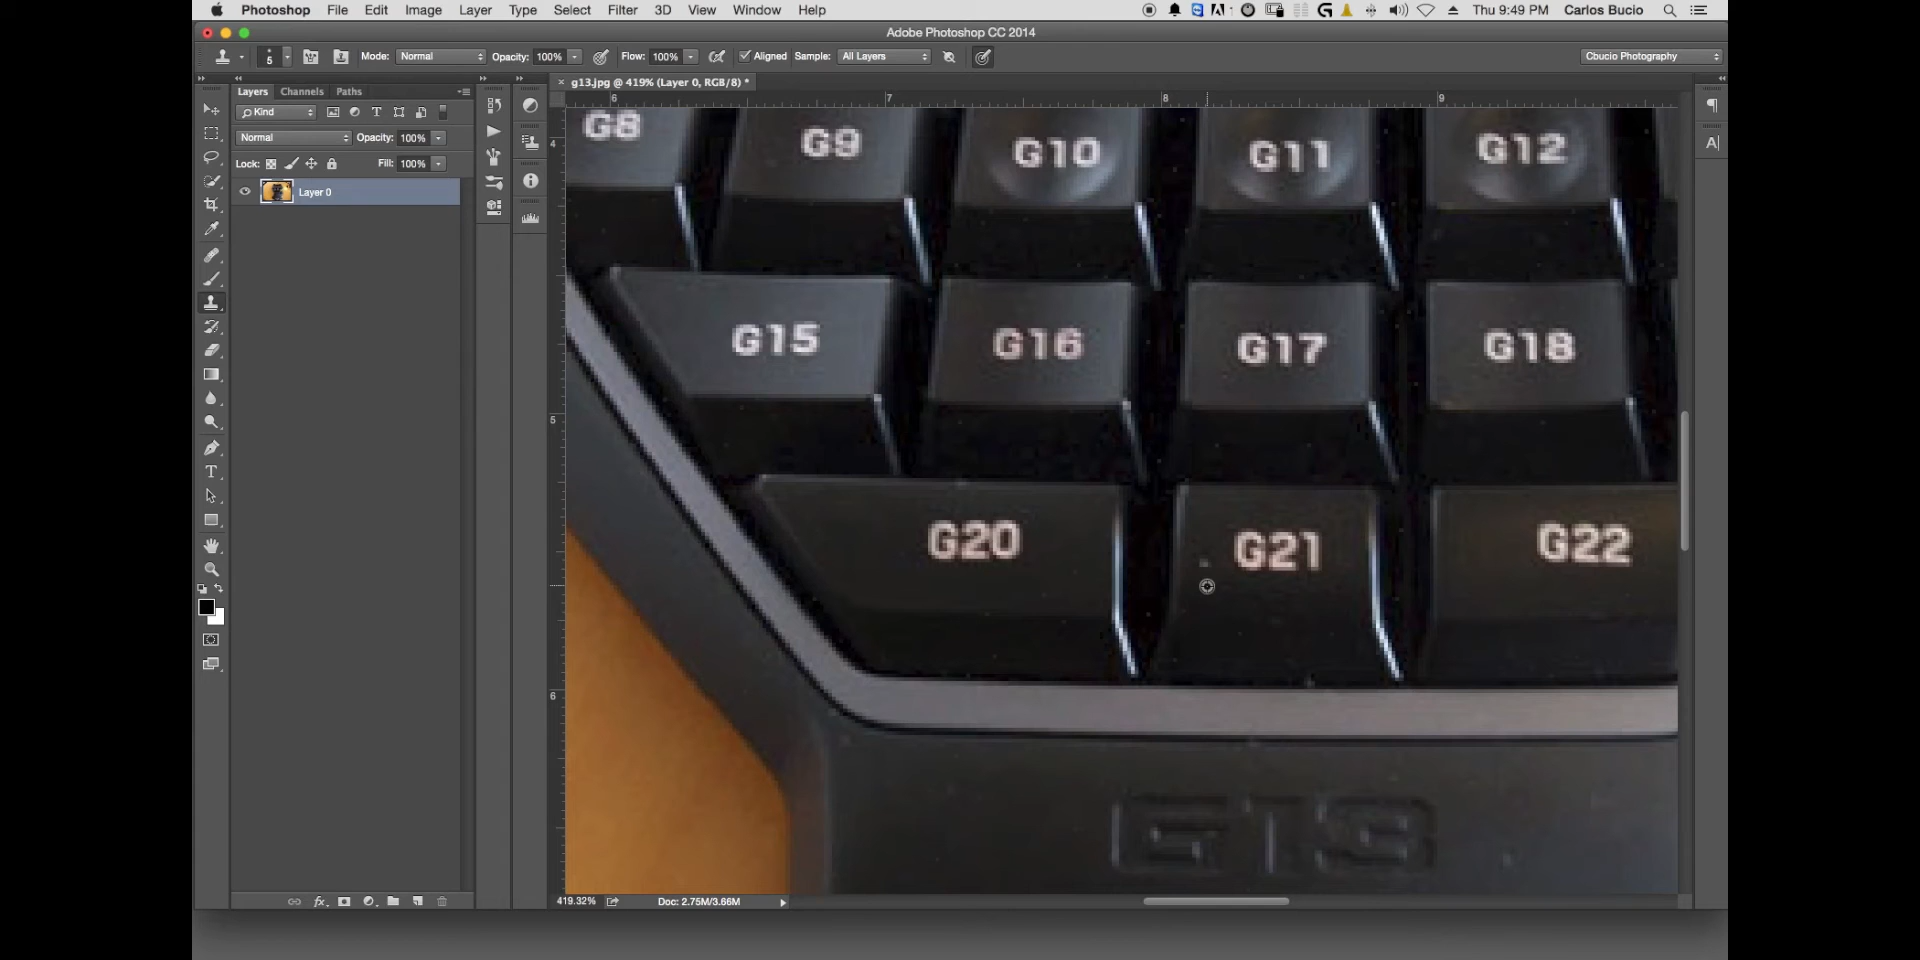 Photoshop File Edit Image Layer Type Select Filter 3D View Window Help Thu 9:49 PM Carlos Bucio
Adobe Photoshop CC 2014
5 Mode: Normal Opacity: 100% Flow: 100% Aligned Sample: All Layers Cbucio Photography
Layers Channels Paths
g13.jpg @ 419% (Layer 0, RGB/8) *
Kind
Normal Opacity: 100%
Lock: Fill: 100%
Layer 0
6 7 8 9
4
5
6
G8 G9 G10 G11 G12
G15 G16 G17 G18
G20 G21 G22
G13
419.32% Doc: 2.75M/3.66M